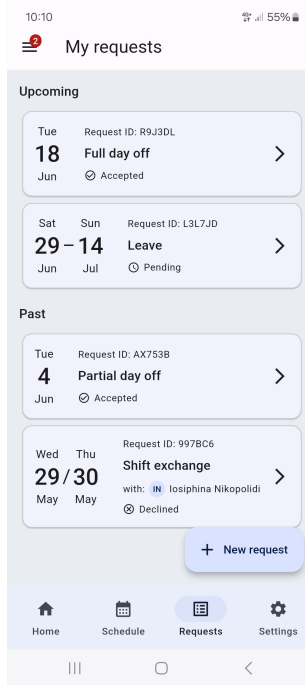 10:10
4G+ 55%
2
My requests
Upcoming
Tue
18
Jun
Request ID: R9J3DL
Full day off
Accepted
Sat Sun
29 – 14
Jun Jul
Request ID: L3L7JD
Leave
Pending
Past
Tue
4
Jun
Request ID: AX753B
Partial day off
Accepted
Wed Thu
29 / 30
May May
Request ID: 997BC6
Shift exchange
with: IN Iosiphina Nikopolidi
Declined
+ New request
Home Schedule Requests Settings